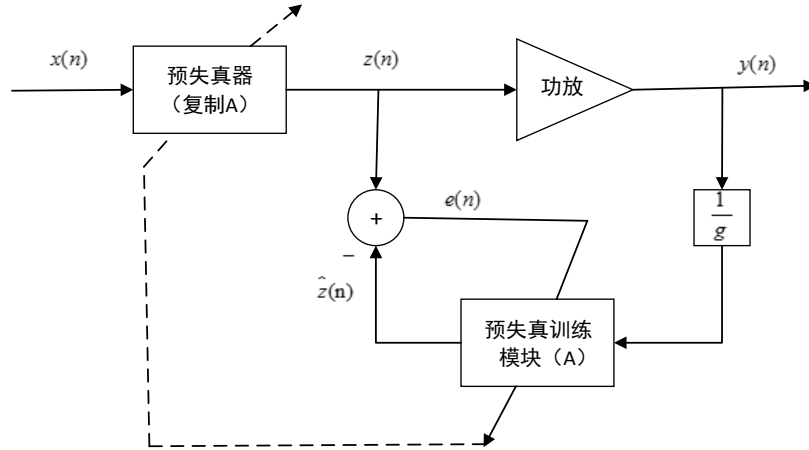 x(n)
预失真器
（复制A）
z(n)
功放
y(n)
+
e(n)
1
g
−
ẑ(n)
预失真训练
模块（A）